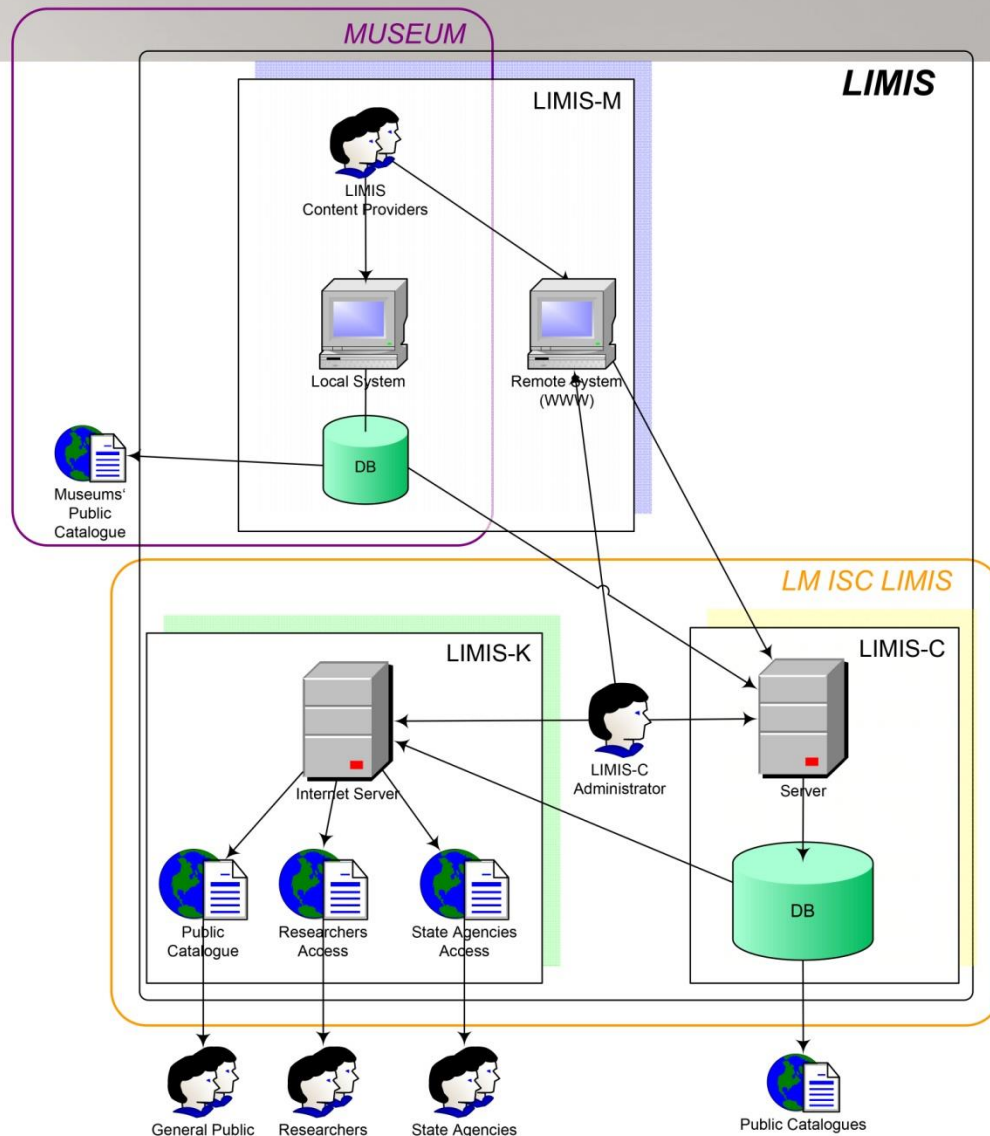 MUSEUM
LIMIS
LIMIS-M
LIMIS
Content Providers
Local System
Remote System
(WWW)
DB
Museums‘
Public
Catalogue
LM ISC LIMIS
LIMIS-K
LIMIS-C
Internet Server
LIMIS-C
Administrator
Server
Public
Catalogue
Researchers
Access
State Agencies
Access
DB
General Public
Researchers
State Agencies
Public Catalogues